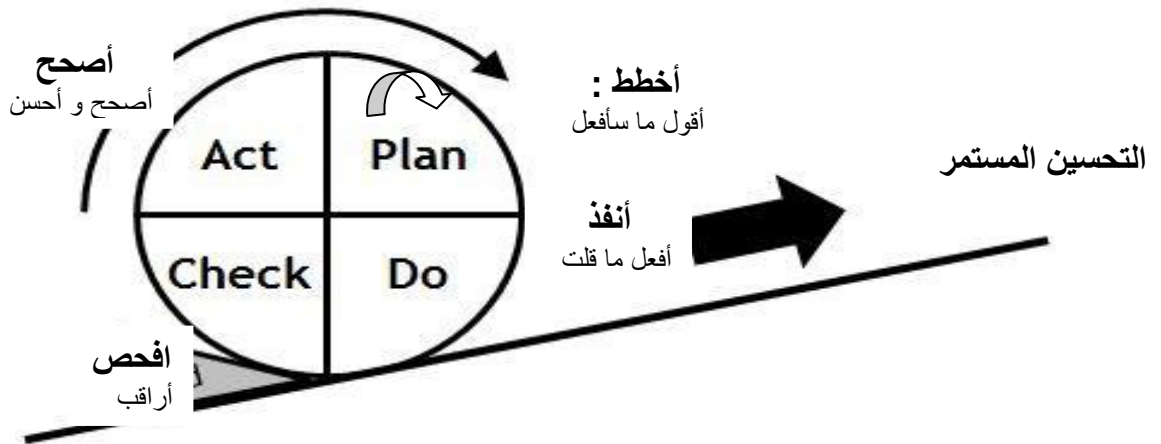 أصحح
أصحح و أحسن
أخطط :
أقول ما سأفعل
Act
Plan
التحسين المستمر
أنفذ
أفعل ما قلت
Check
Do
افحص
أراقب